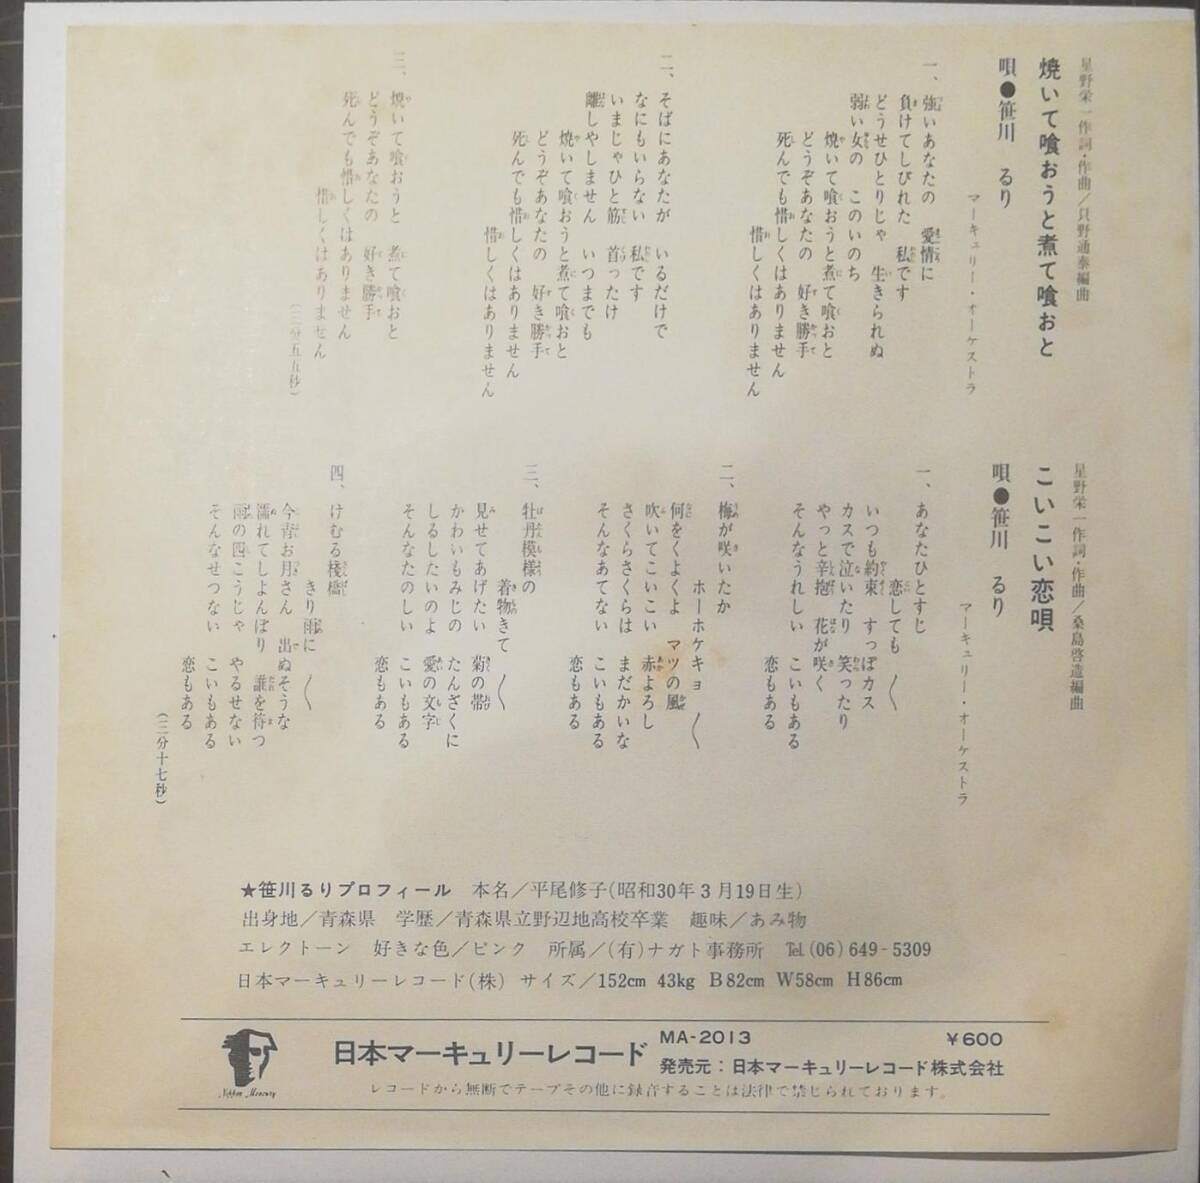 星野栄一作詞・作曲／只野通泰編曲
焼いて喰おうと煮て喰おと
唄●笹川 るり
マーキュリー・オーケストラ
一、強いあなたの 愛情に
負けてしびれた 私です
どうせひとりじゃ 生きられぬ
弱い女の このいのち
焼いて喰おうと煮て喰おと
どうぞあなたの 好き勝手
死んでも惜しくはありません
惜しくはありません
二、そばにあなたが いるだけで
なにもいらない 私です
いまじゃひと筋 首ったけ
離しやしません いつまでも
焼いて喰おうと煮て喰おと
どうぞあなたの 好き勝手
死んでも惜しくはありません
惜しくはありません
三、焼いて喰おうと 煮て喰おと
どうぞあなたの 好き勝手
死んでも惜しくはありません
惜しくはありません
(三分五五秒)
星野栄一作詞・作曲／桑島啓造編曲
こいこい恋唄
唄●笹川 るり
マーキュリー・オーケストラ
一、あなたひとすじ
恋しても 〱
いつも約束 すっぽカス
カスで泣いたり 笑ったり
やっと辛抱 花が咲く
そんなうれしい こいもある
恋もある
二、梅が咲いたか
ホーホケキョ 〱
何をくよくよ マツの風
吹いてこいこい 赤よろし
さくらさくらは まだかいな
そんなあてない こいもある
恋もある
三、牡丹模様の
着物きて 〱
見せてあげたい 菊の帯
かわいもみじの たんざくに
しるしたいのよ 愛の文字
そんなたのしい こいもある
恋もある
四、けむる棧橋
きり雨に 〱
今宵お月さん 出ぬそうな
濡れてしよんぼり 誰を待つ
雨の四こうじゃ やるせない
そんなせつない こいもある
恋もある
(三分十七秒)
★笹川るりプロフィール 本名／平尾修子(昭和30年3月19日生)
出身地／青森県 学歴／青森県立野辺地高校卒業 趣味／あみ物
エレクトーン 好きな色／ピンク 所属／(有)ナガト事務所 ℡(06)649-5309
日本マーキュリーレコード(株) サイズ／152cm 43kg B82cm W58cm H86cm
日本マーキュリーレコード
MA-2013 ¥600
発売元：日本マーキュリーレコード株式会社
Nippon Mercury
レコードから無断でテープその他に録音することは法律で禁じられております。